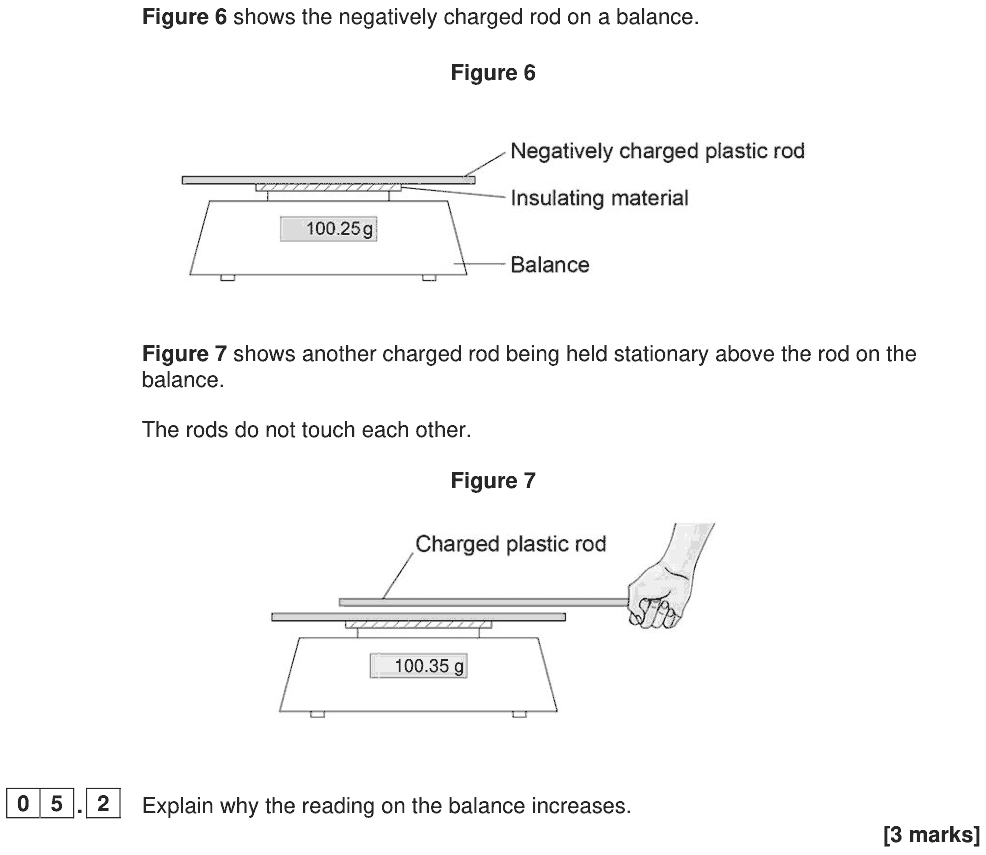 Figure 6 shows the negatively charged rod on a balance.
Figure 6
Negatively charged plastic rod
Insulating material
100.25 g
Balance
Figure 7 shows another charged rod being held stationary above the rod on the
balance.
The rods do not touch each other.
Figure 7
Charged plastic rod
100.35 g
0 5 . 2 Explain why the reading on the balance increases.
[3 marks]